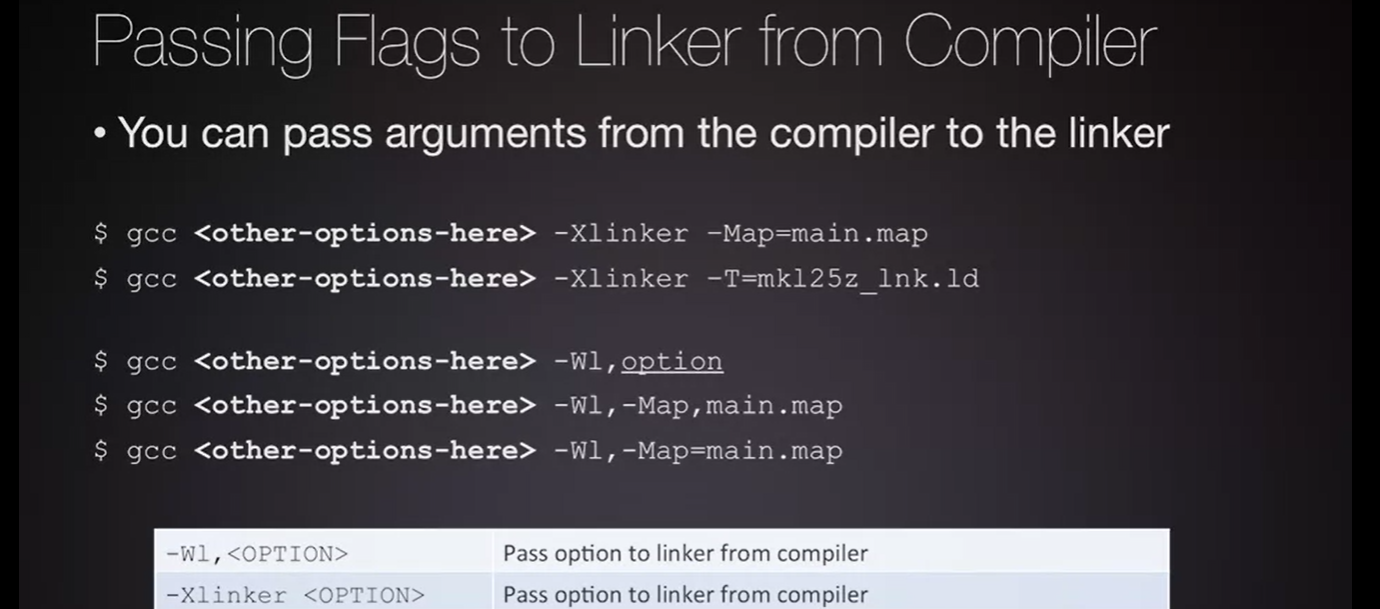 Passing Flags to Linker from Compiler
• You can pass arguments from the compiler to the linker
$ gcc <other-options-here> -Xlinker -Map=main.map
$ gcc <other-options-here> -Xlinker -T=mkl25z_lnk.ld
$ gcc <other-options-here> -Wl,option
$ gcc <other-options-here> -Wl,-Map,main.map
$ gcc <other-options-here> -Wl,-Map=main.map
-Wl,<OPTION> Pass option to linker from compiler
-Xlinker <OPTION> Pass option to linker from compiler